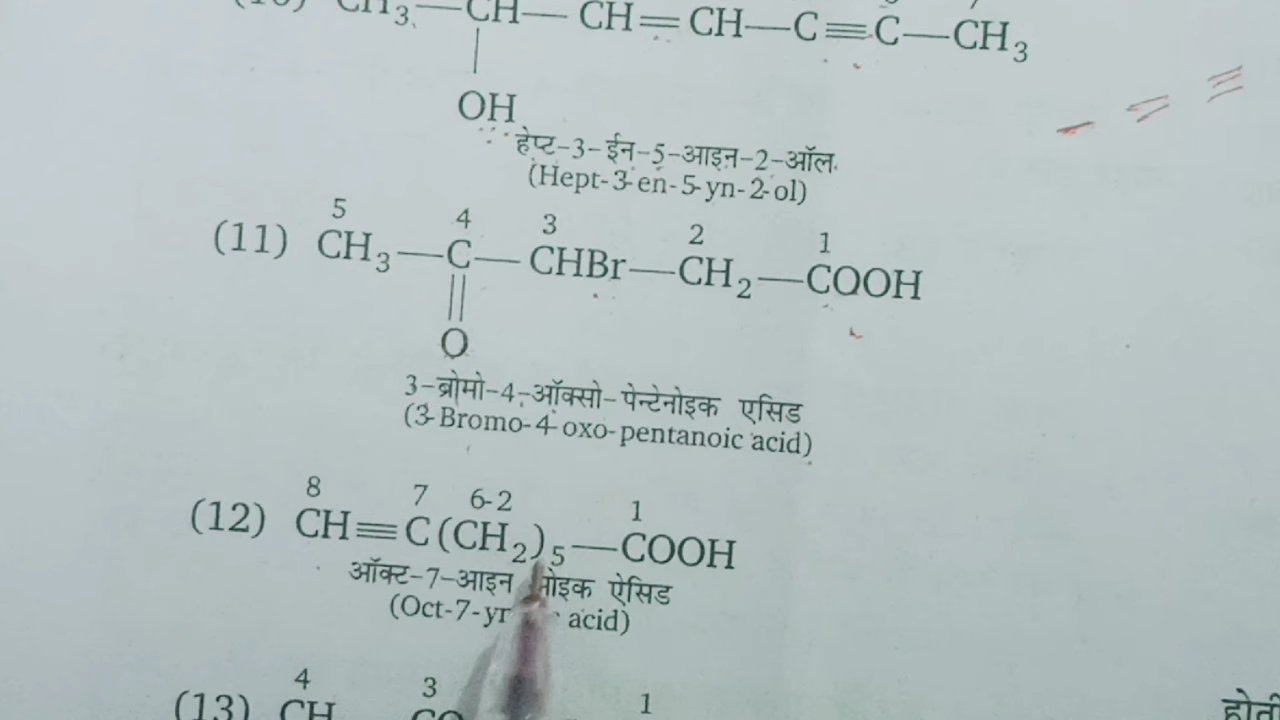 (10) CH₃—CH—CH=CH—C≡C—CH₃
OH
हेप्ट-3-ईन-5-आइन-2-ऑल
(Hept-3-en-5-yn-2-ol)
5 4 3 2 1
(11) CH₃—C—CHBr—CH₂—COOH
O
3-ब्रोमो-4-ऑक्सो-पेन्टेनोइक एसिड
(3-Bromo-4-oxo-pentanoic acid)
8 7 6-2 1
(12) CH≡C(CH₂)₅—COOH
ऑक्ट-7-आइन ऐसिड
(Oct-7- acid)
4 3 1
(13) CH